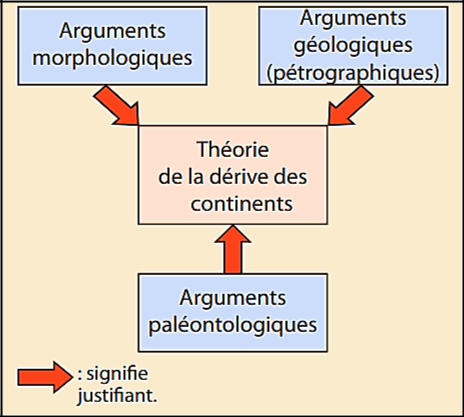 Arguments
morphologiques
Arguments
géologiques
(pétrographiques)
Théorie
de la dérive des
continents
Arguments
paléontologiques
: signifie
justifiant.